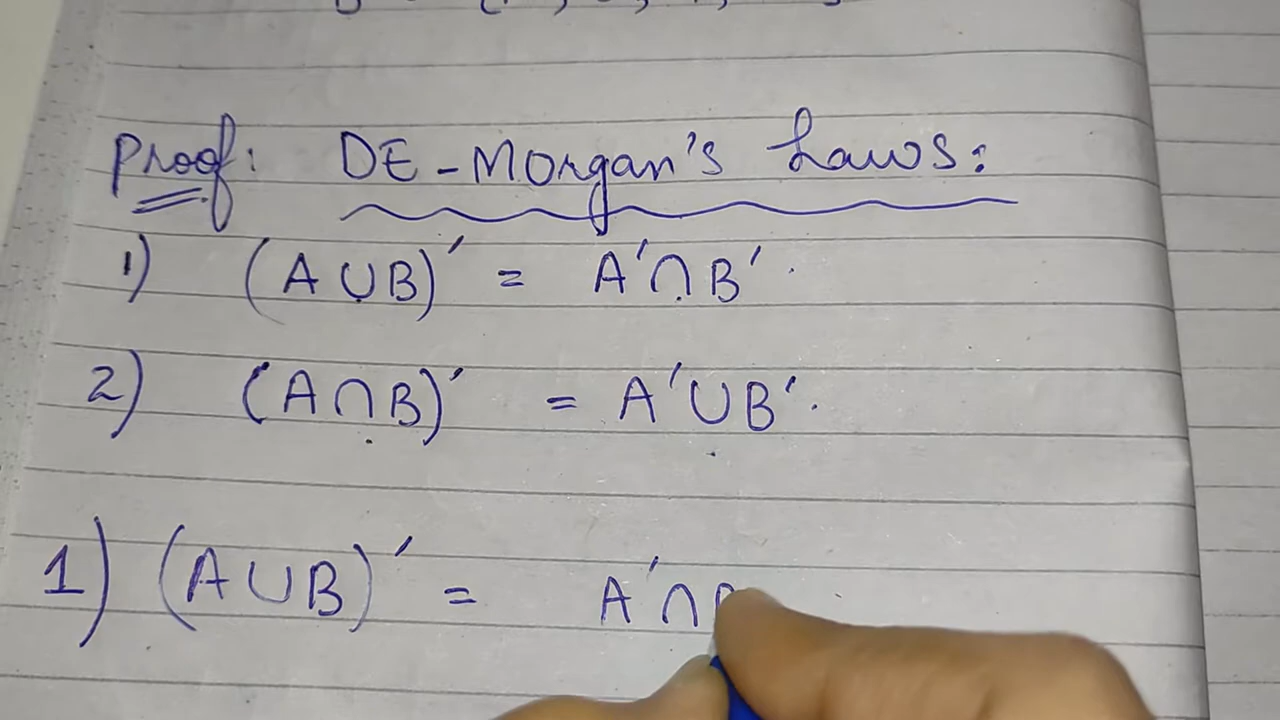 Proof: DE-Morgan's Laws:
1) (A∪B)′ = A′∩B′.
2) (A∩B)′ = A′∪B′.
1) (A∪B)′ = A′∩